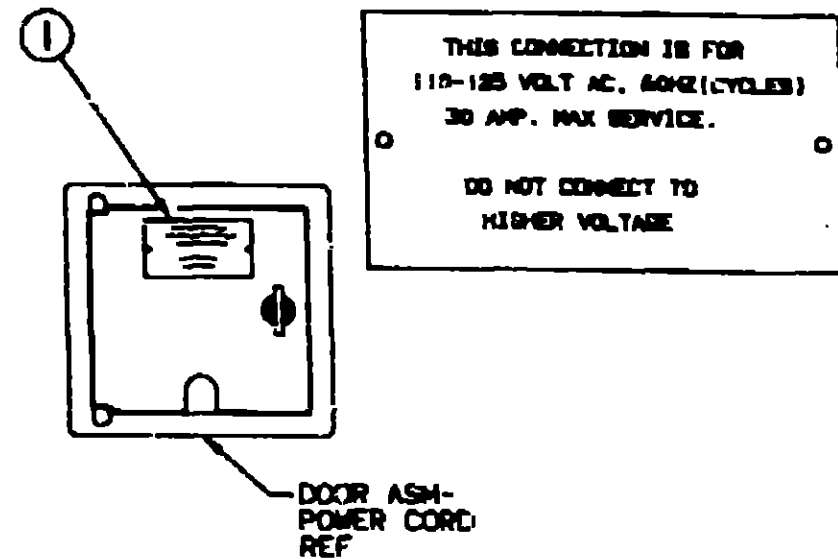 1
THIS CONNECTION IS FOR
110-125 VOLT AC, 60HZ(CYCLES)
30 AMP. MAX SERVICE.
DO NOT CONNECT TO
HIGHER VOLTAGE
DOOR ASM-
POWER CORD
REF